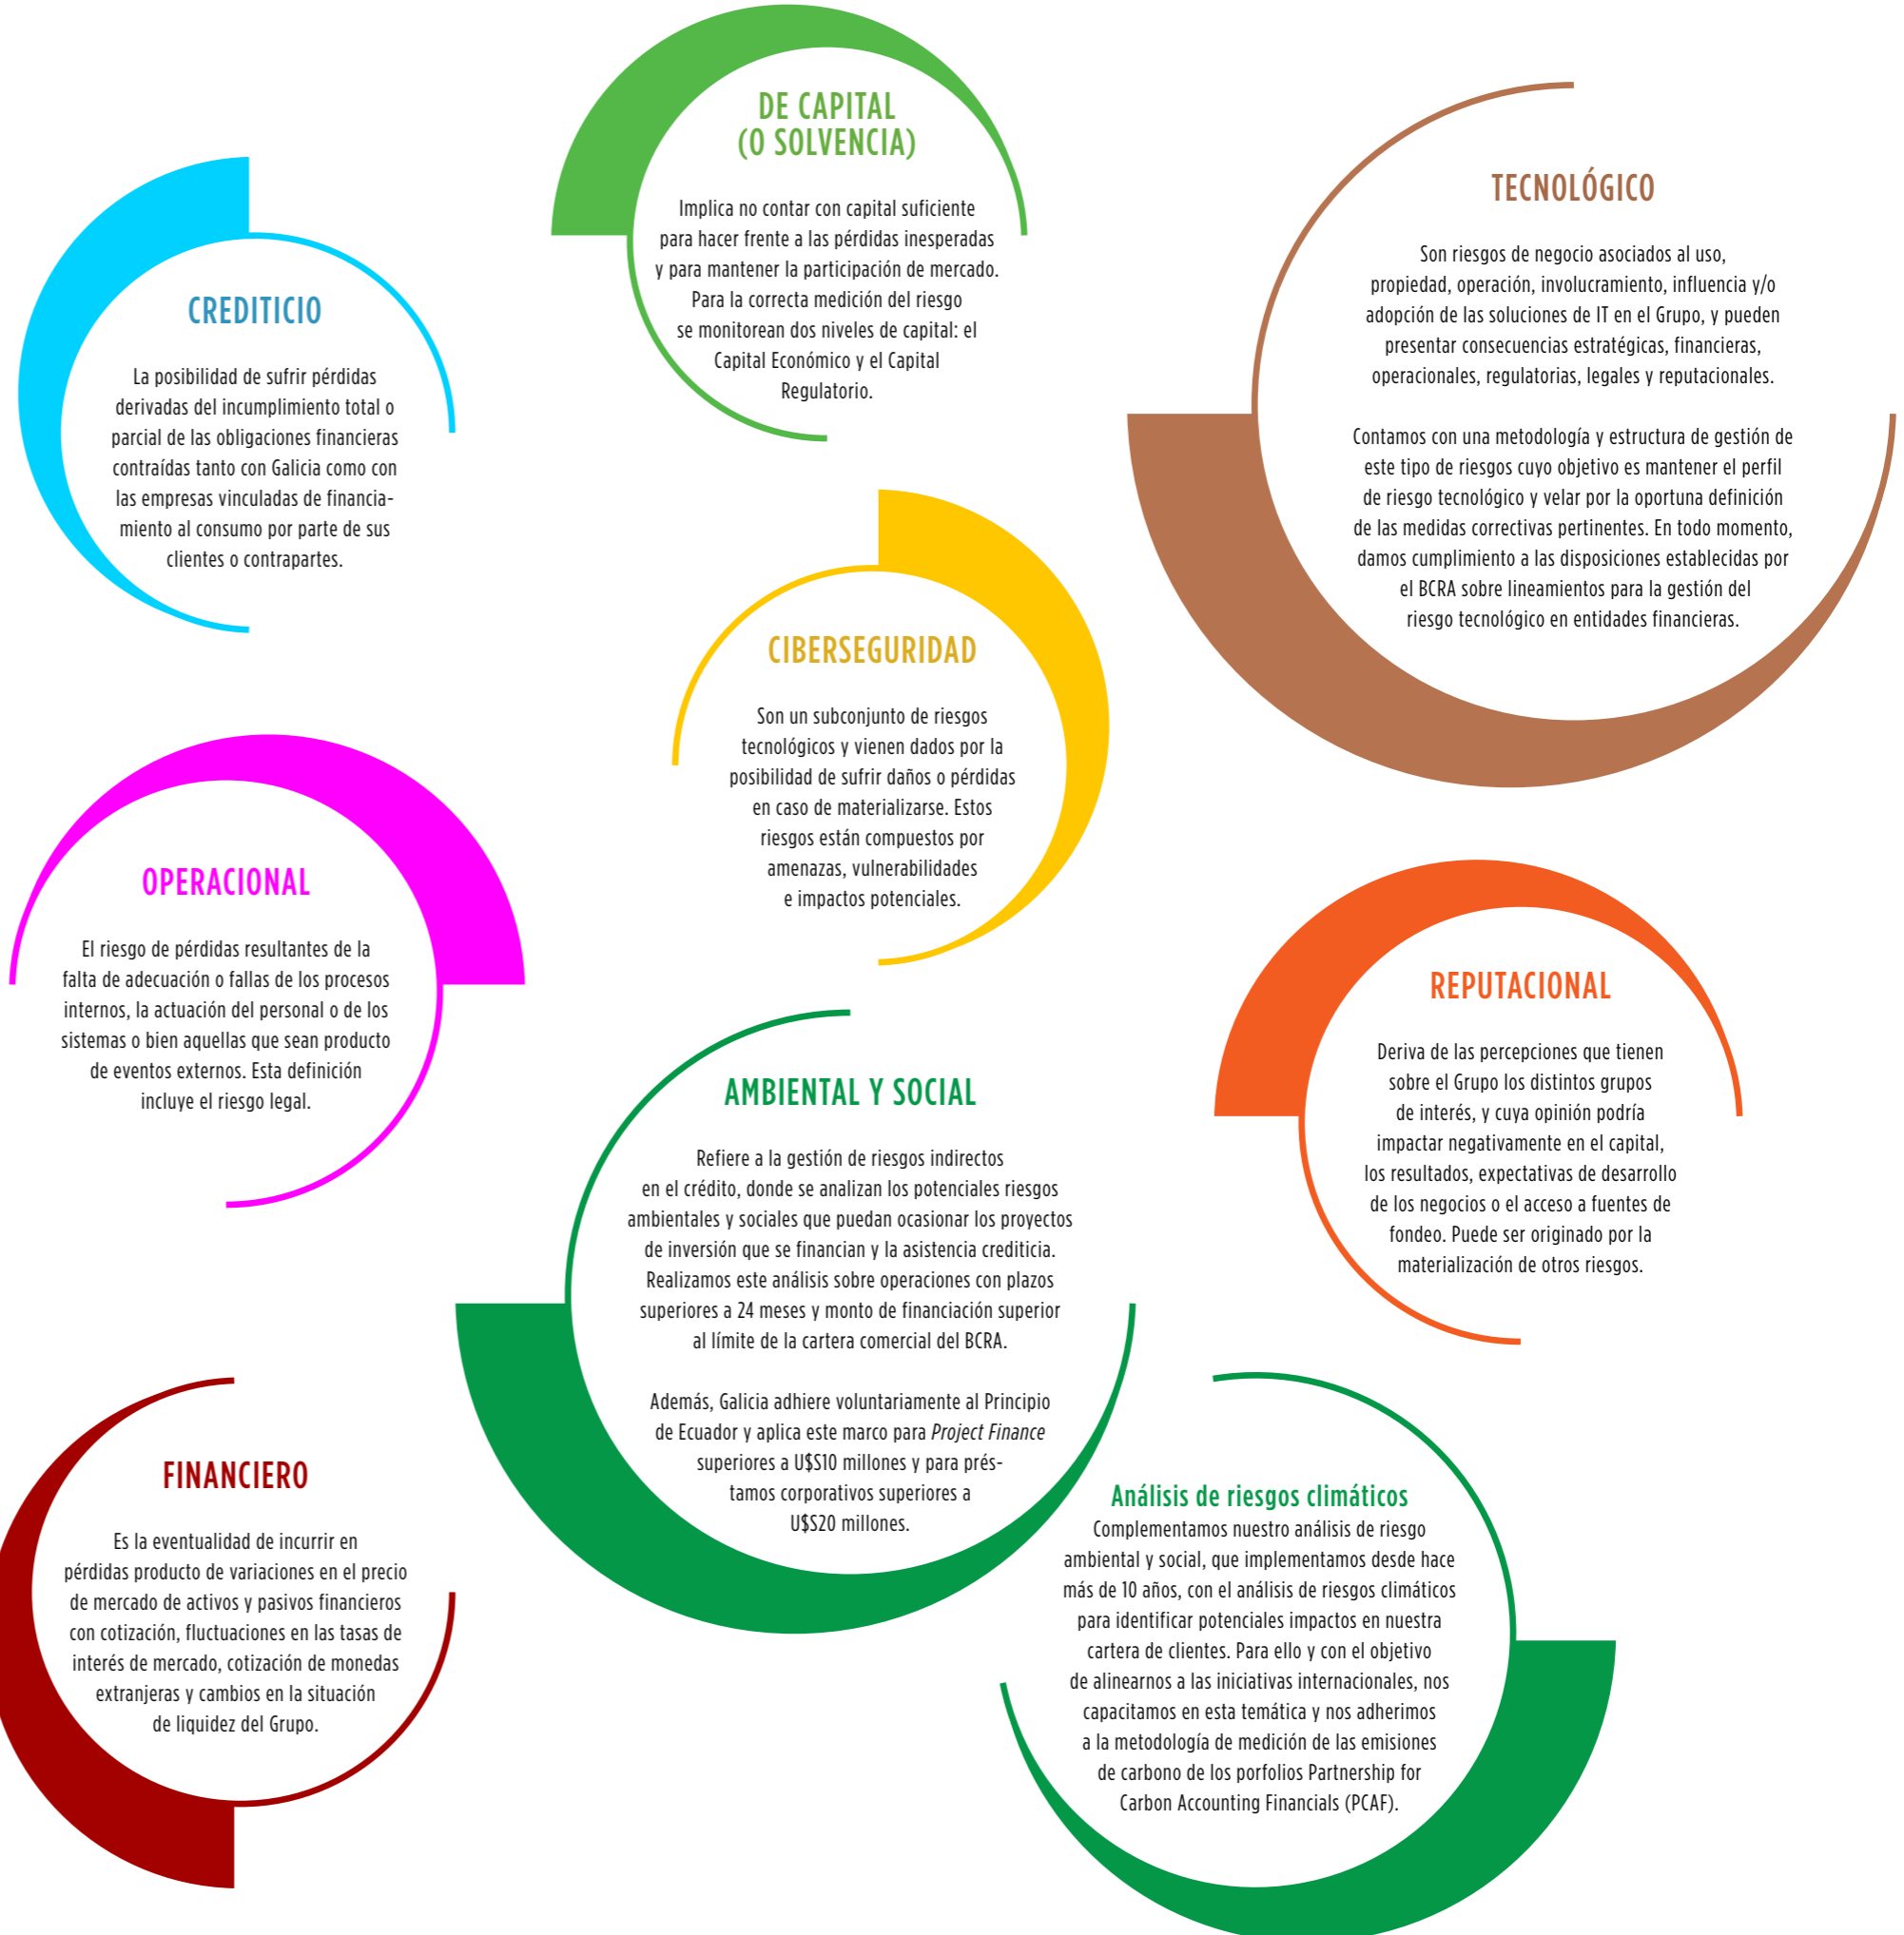 DE CAPITAL
(O SOLVENCIA)
Implica no contar con capital suficiente
para hacer frente a las pérdidas inesperadas
y para mantener la participación de mercado.
Para la correcta medición del riesgo
se monitorean dos niveles de capital: el
Capital Económico y el Capital
Regulatorio.
TECNOLÓGICO
Son riesgos de negocio asociados al uso,
propiedad, operación, involucramiento, influencia y/o
adopción de las soluciones de IT en el Grupo, y pueden
presentar consecuencias estratégicas, financieras,
operacionales, regulatorias, legales y reputacionales.
Contamos con una metodología y estructura de gestión de
este tipo de riesgos cuyo objetivo es mantener el perfil
de riesgo tecnológico y velar por la oportuna definición
de las medidas correctivas pertinentes. En todo momento,
damos cumplimiento a las disposiciones establecidas por
el BCRA sobre lineamientos para la gestión del
riesgo tecnológico en entidades financieras.
CREDITICIO
La posibilidad de sufrir pérdidas
derivadas del incumplimiento total o
parcial de las obligaciones financieras
contraídas tanto con Galicia como con
las empresas vinculadas de financia-
miento al consumo por parte de sus
clientes o contrapartes.
CIBERSEGURIDAD
Son un subconjunto de riesgos
tecnológicos y vienen dados por la
posibilidad de sufrir daños o pérdidas
en caso de materializarse. Estos
riesgos están compuestos por
amenazas, vulnerabilidades
e impactos potenciales.
OPERACIONAL
El riesgo de pérdidas resultantes de la
falta de adecuación o fallas de los procesos
internos, la actuación del personal o de los
sistemas o bien aquellas que sean producto
de eventos externos. Esta definición
incluye el riesgo legal.
REPUTACIONAL
Deriva de las percepciones que tienen
sobre el Grupo los distintos grupos
de interés, y cuya opinión podría
impactar negativamente en el capital,
los resultados, expectativas de desarrollo
de los negocios o el acceso a fuentes de
fondeo. Puede ser originado por la
materialización de otros riesgos.
AMBIENTAL Y SOCIAL
Refiere a la gestión de riesgos indirectos
en el crédito, donde se analizan los potenciales riesgos
ambientales y sociales que puedan ocasionar los proyectos
de inversión que se financian y la asistencia crediticia.
Realizamos este análisis sobre operaciones con plazos
superiores a 24 meses y monto de financiación superior
al límite de la cartera comercial del BCRA.
Además, Galicia adhiere voluntariamente al Principio
de Ecuador y aplica este marco para Project Finance
superiores a U$S10 millones y para prés-
tamos corporativos superiores a
U$S20 millones.
FINANCIERO
Es la eventualidad de incurrir en
pérdidas producto de variaciones en el precio
de mercado de activos y pasivos financieros
con cotización, fluctuaciones en las tasas de
interés de mercado, cotización de monedas
extranjeras y cambios en la situación
de liquidez del Grupo.
Análisis de riesgos climáticos
Complementamos nuestro análisis de riesgo
ambiental y social, que implementamos desde hace
más de 10 años, con el análisis de riesgos climáticos
para identificar potenciales impactos en nuestra
cartera de clientes. Para ello y con el objetivo
de alinearnos a las iniciativas internacionales, nos
capacitamos en esta temática y nos adherimos
a la metodología de medición de las emisiones
de carbono de los porfolios Partnership for
Carbon Accounting Financials (PCAF).